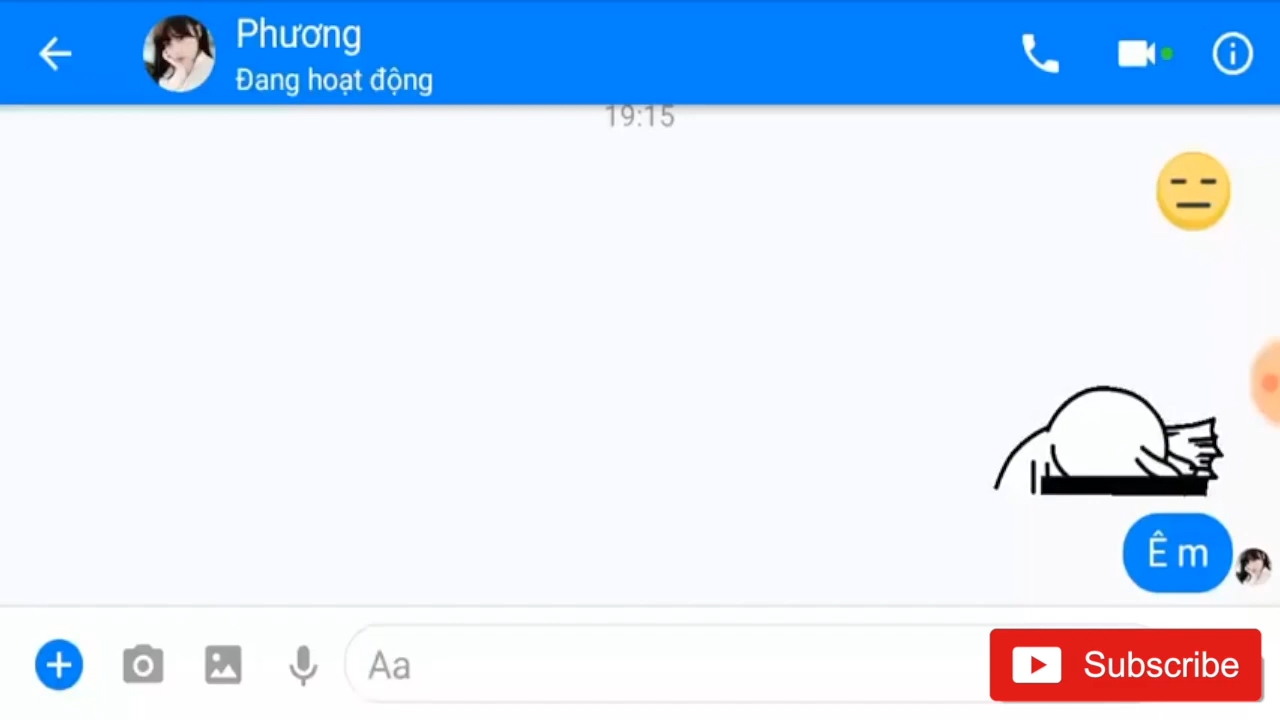 Phương
Đang hoạt động
19:15
Ê m
Aa
Subscribe